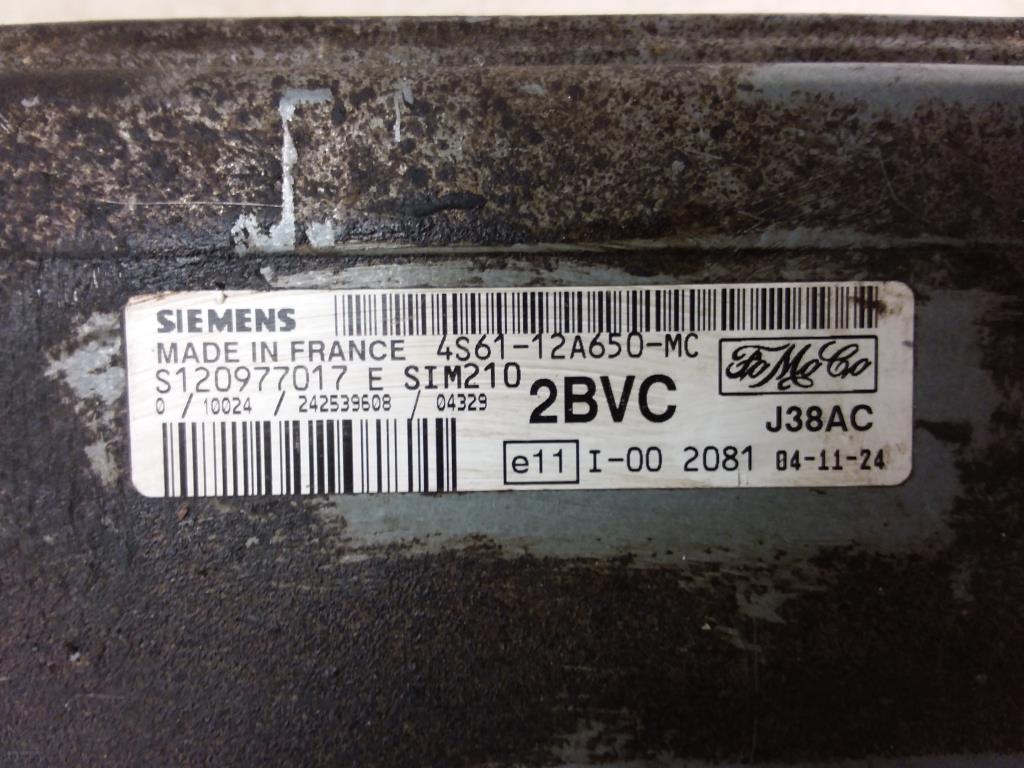 SIEMENS
MADE IN FRANCE 4S61-12A650-MC
S120977017 E SIM210
FoMoCo
0 / 10024 / 242539608 / 04329
2BVC
J38AC
e11 I-00 2081 04-11-24